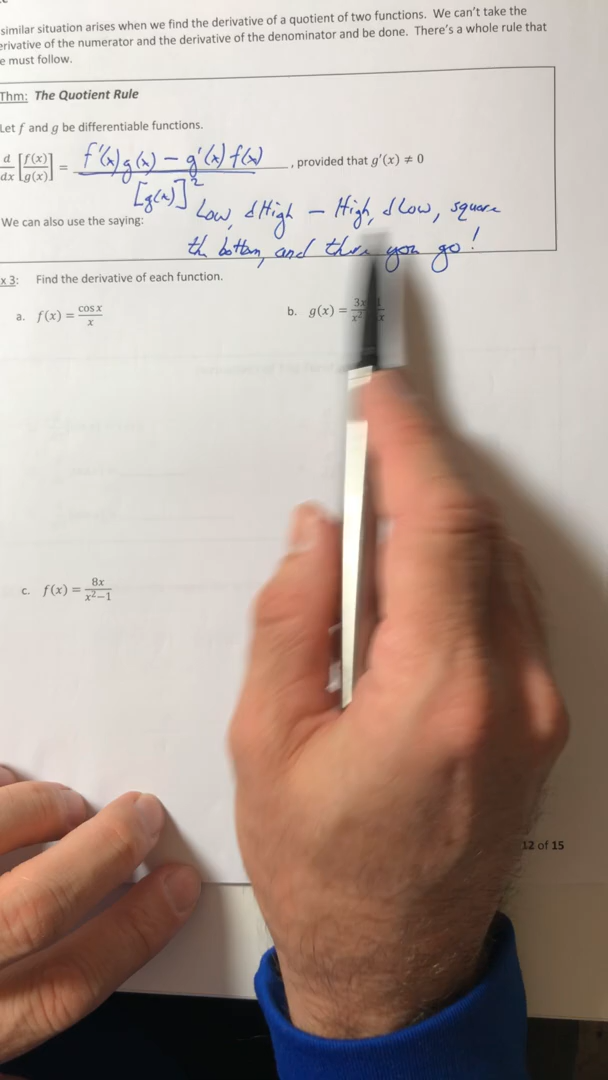 similar situation arises when we find the derivative of a quotient of two functions. We can't take the
erivative of the numerator and the derivative of the denominator and be done. There's a whole rule that
e must follow.
Thm: The Quotient Rule
Let f and g be differentiable functions.
d/dx [f(x)/g(x)] = f'(x)g(x) - g'(x)f(x) / [g(x)]², provided that g'(x) ≠ 0
Low, dHigh - High, dLow, square
We can also use the saying:
the bottom, and there you go!
x 3: Find the derivative of each function.
a. f(x) = cos x / x
b. g(x) =
c. f(x) = 8x / x²-1
12 of 15